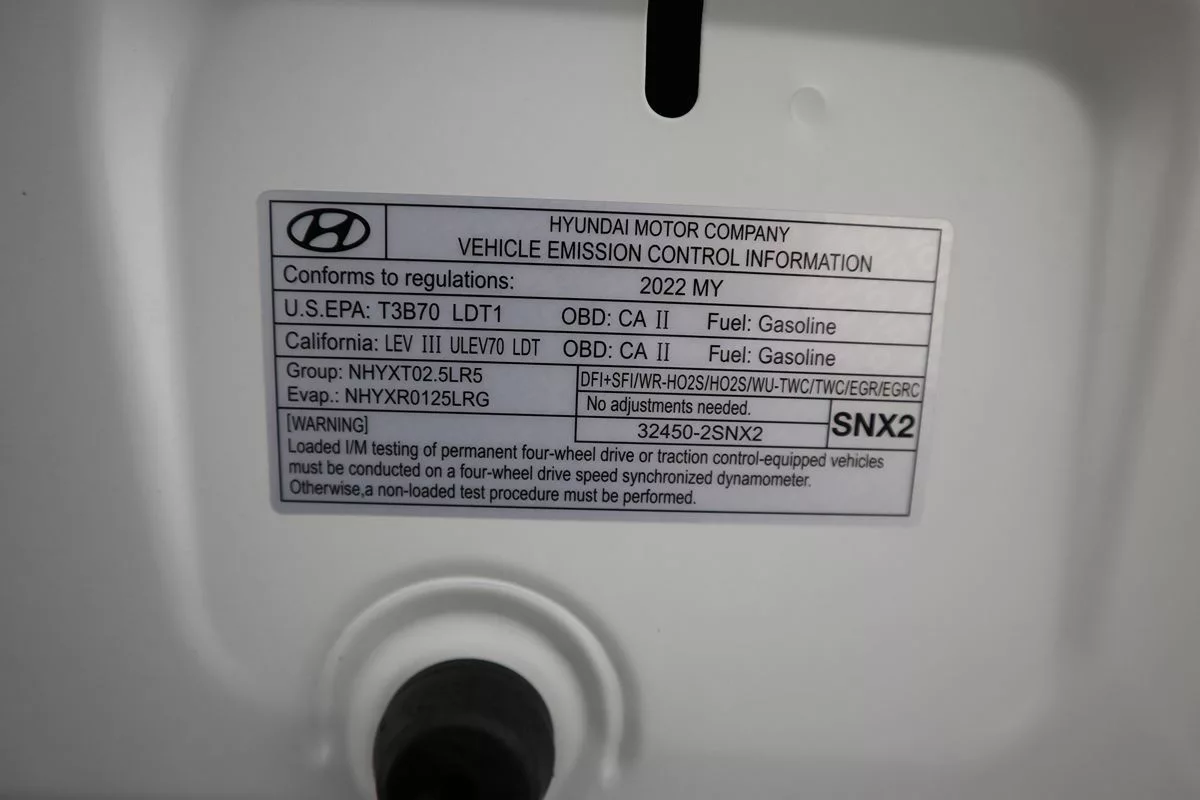 HYUNDAI MOTOR COMPANY
VEHICLE EMISSION CONTROL INFORMATION
Conforms to regulations: 2022 MY
U.S.EPA: T3B70 LDT1 OBD: CA II Fuel: Gasoline
California: LEV III ULEV70 LDT OBD: CA II Fuel: Gasoline
Group: NHYXT02.5LR5
Evap.: NHYXR0125LRG
DFI+SFI/WR-HO2S/HO2S/WU-TWC/TWC/EGR/EGRC
No adjustments needed.
32450-2SNX2
SNX2
[WARNING]
Loaded I/M testing of permanent four-wheel drive or traction control-equipped vehicles
must be conducted on a four-wheel drive speed synchronized dynamometer.
Otherwise,a non-loaded test procedure must be performed.